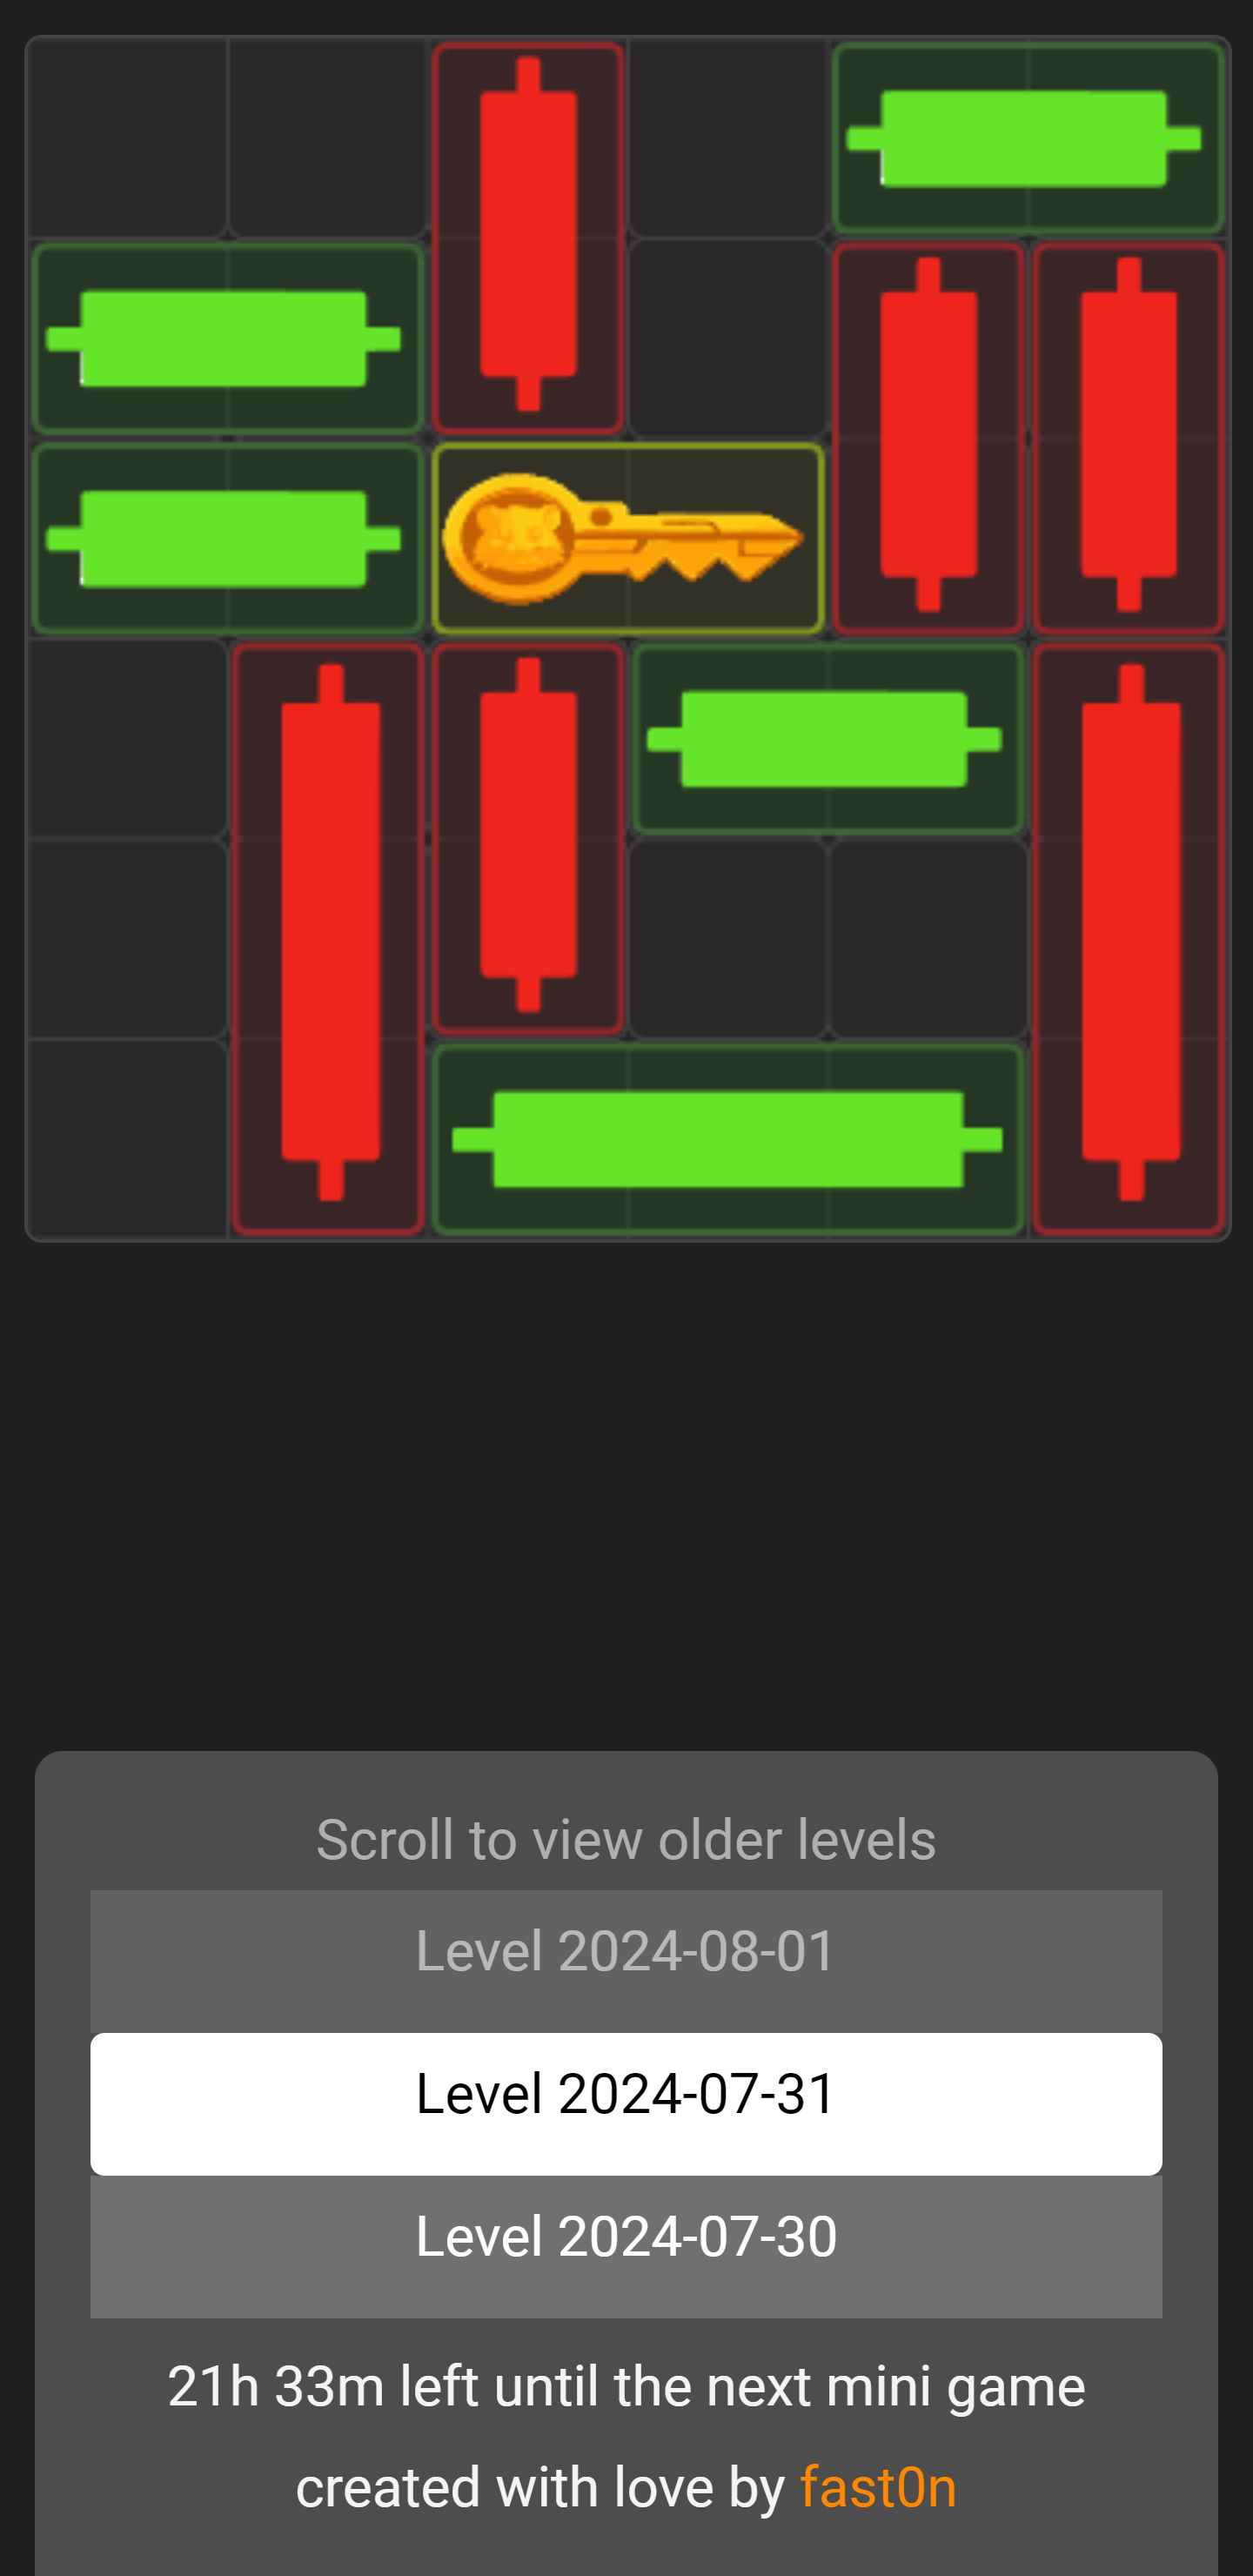 Scroll to view older levels
Level 2024-08-01
Level 2024-07-31
Level 2024-07-30
21h 33m left until the next mini game
created with love by fast0n